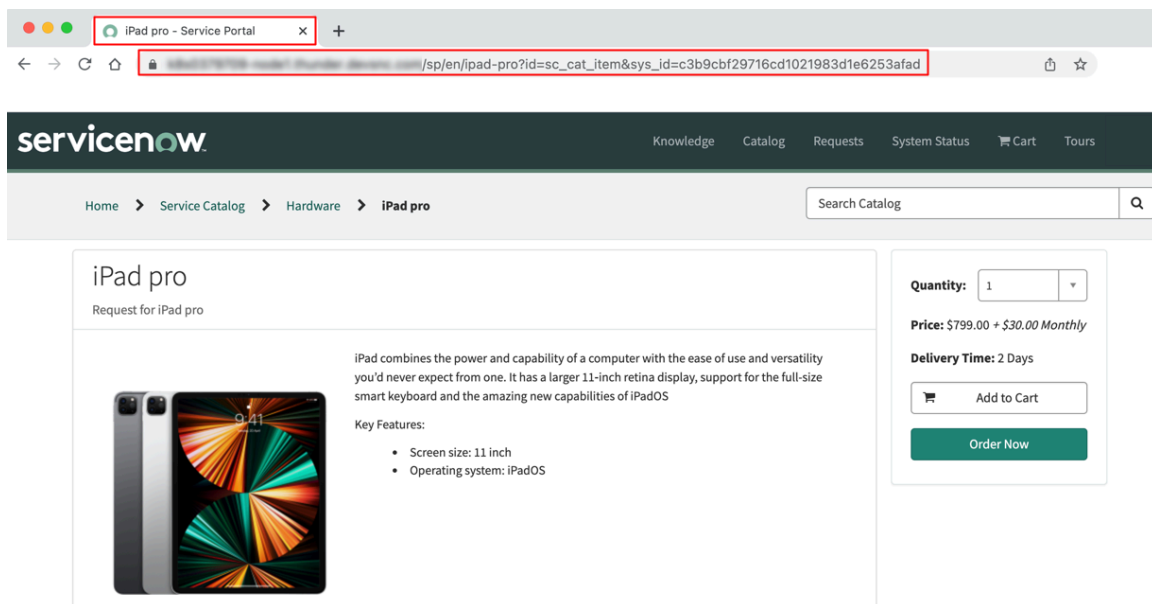 iPad pro - Service Portal
/sp/en/ipad-pro?id=sc_cat_item&sys_id=c3b9cbf29716cd1021983d1e6253afad
servicenow
Knowledge Catalog Requests System Status Cart Tours
Home Service Catalog Hardware iPad pro
Search Catalog
iPad pro
Request for iPad pro
iPad combines the power and capability of a computer with the ease of use and versatility
you'd never expect from one. It has a larger 11-inch retina display, support for the full-size
smart keyboard and the amazing new capabilities of iPadOS
Key Features:
• Screen size: 11 inch
• Operating system: iPadOS
9:41
Quantity: 1
Price: $799.00 + $30.00 Monthly
Delivery Time: 2 Days
Add to Cart
Order Now